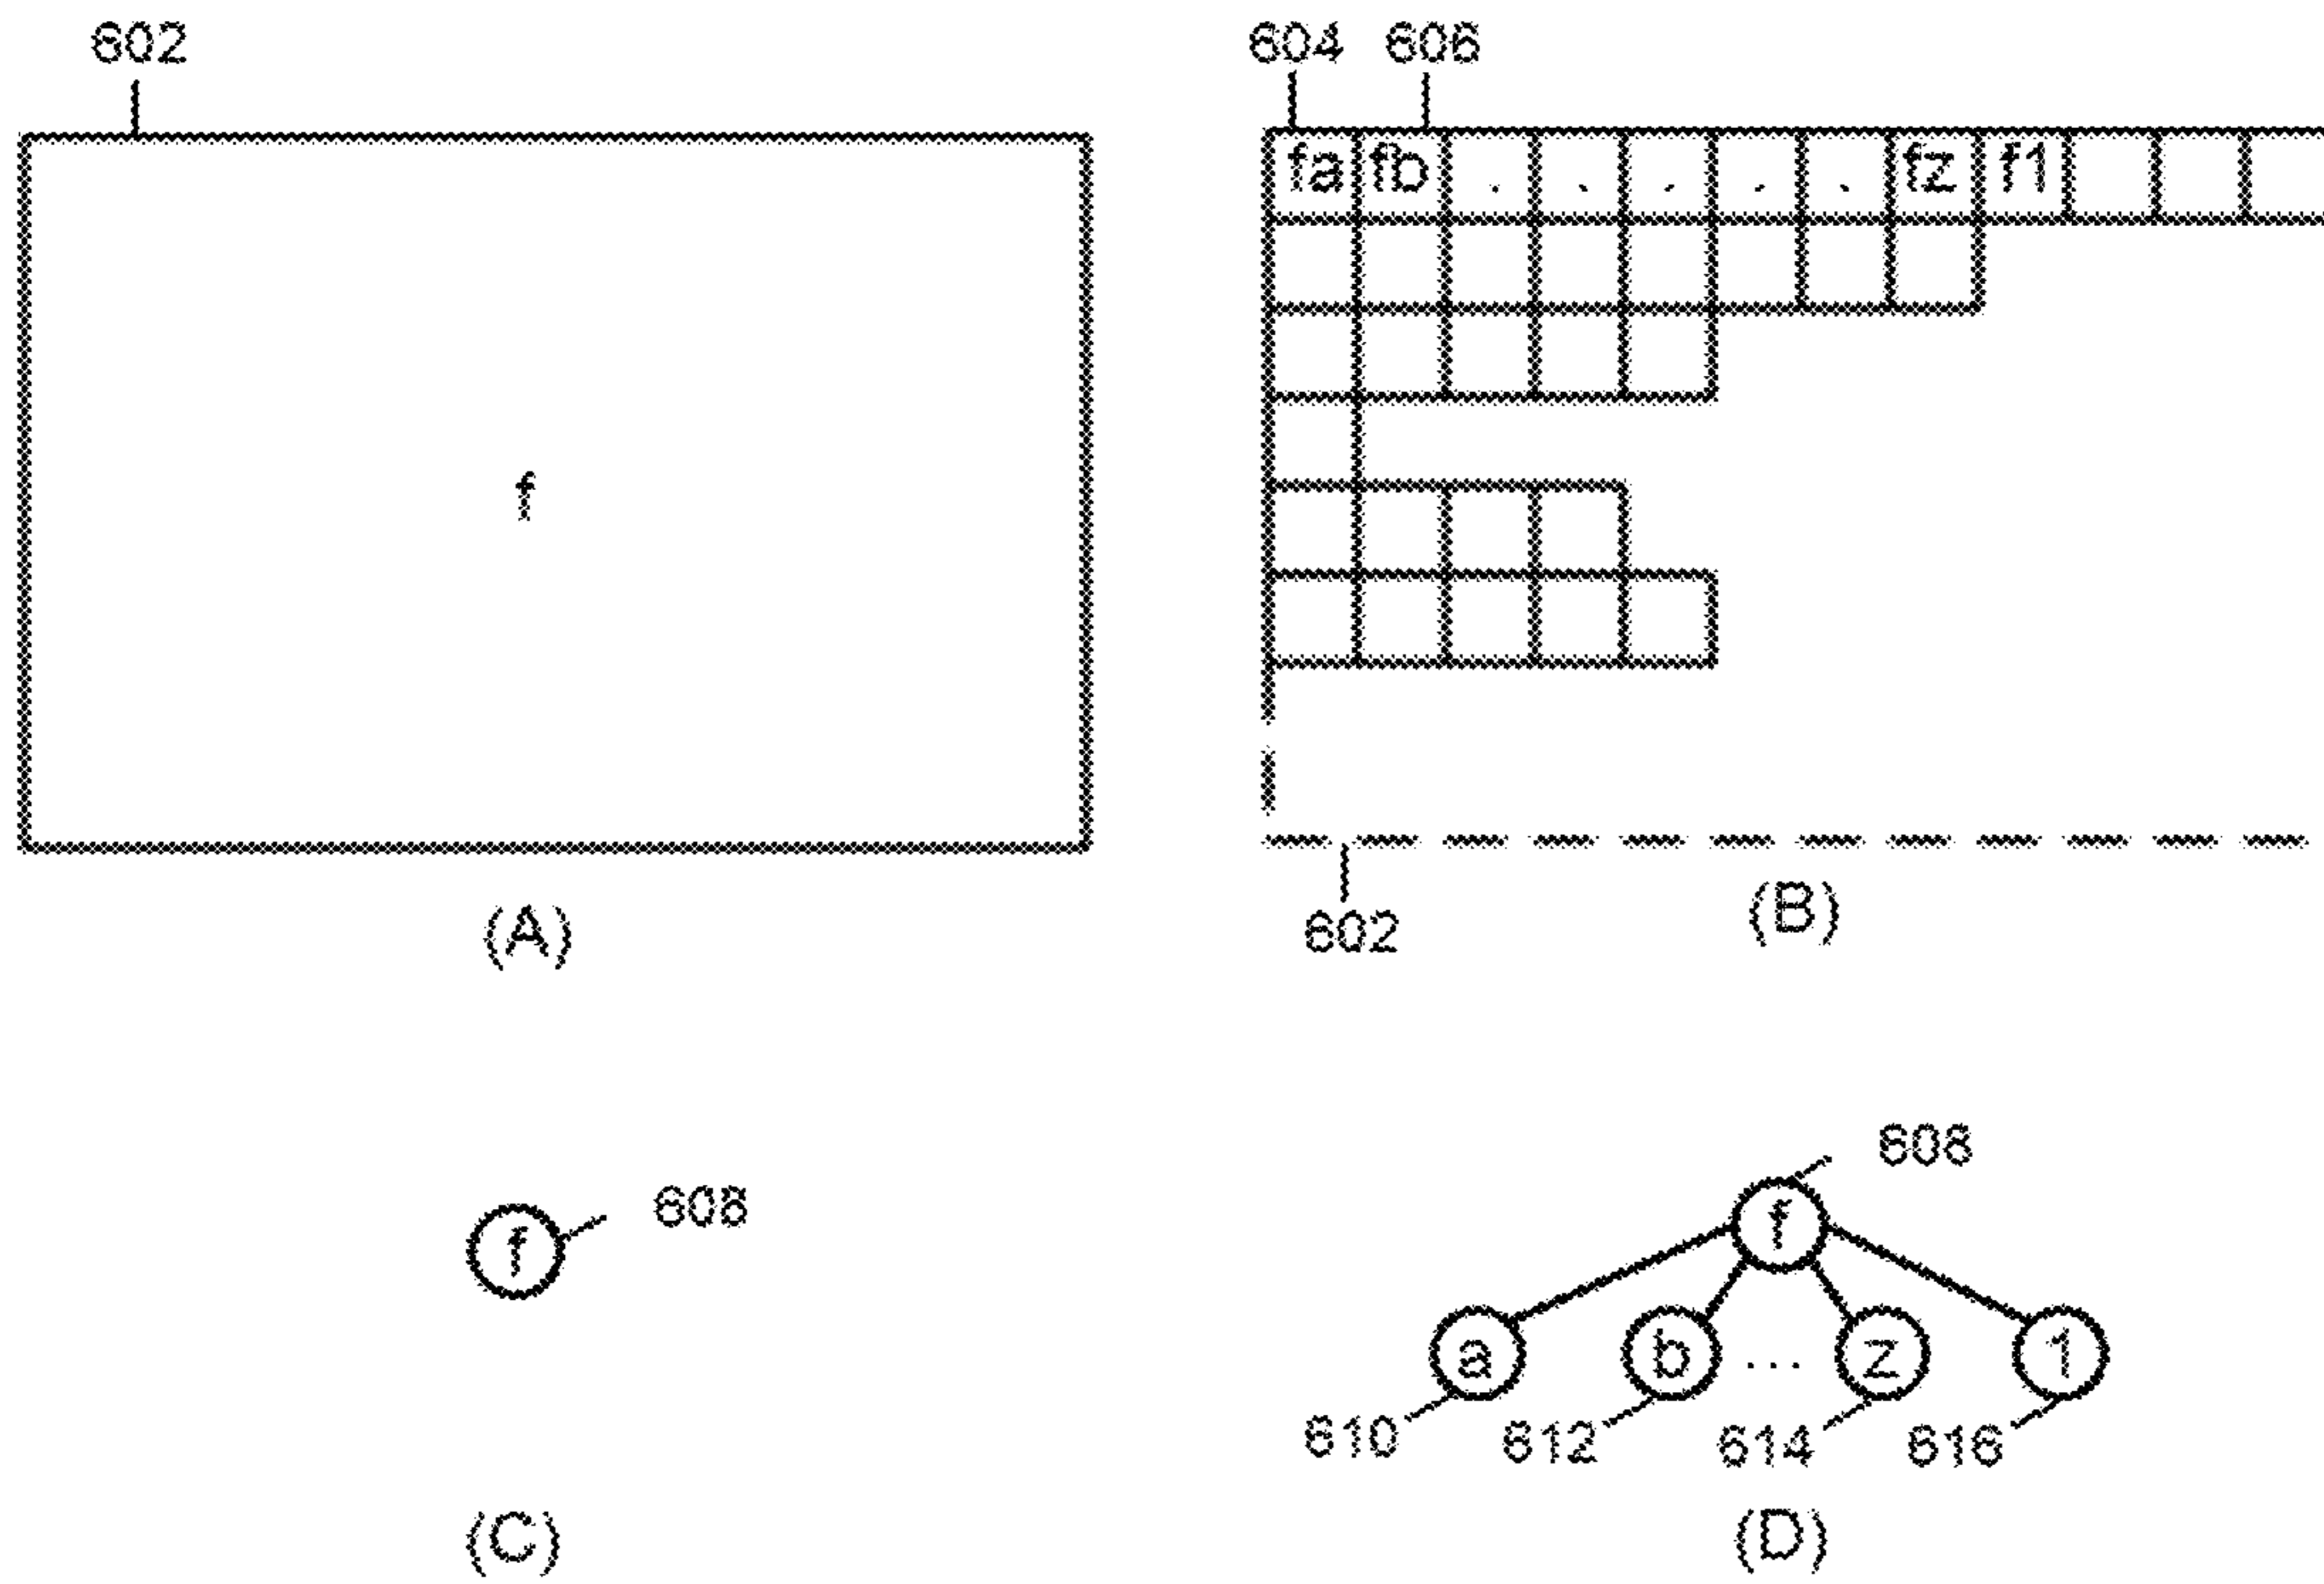 602
f
(A)
604 606
fa fb . . . . . fz f1
602
(B)
f 608
(C)
608
f
a b ... z 1
610 612 614 616
(D)